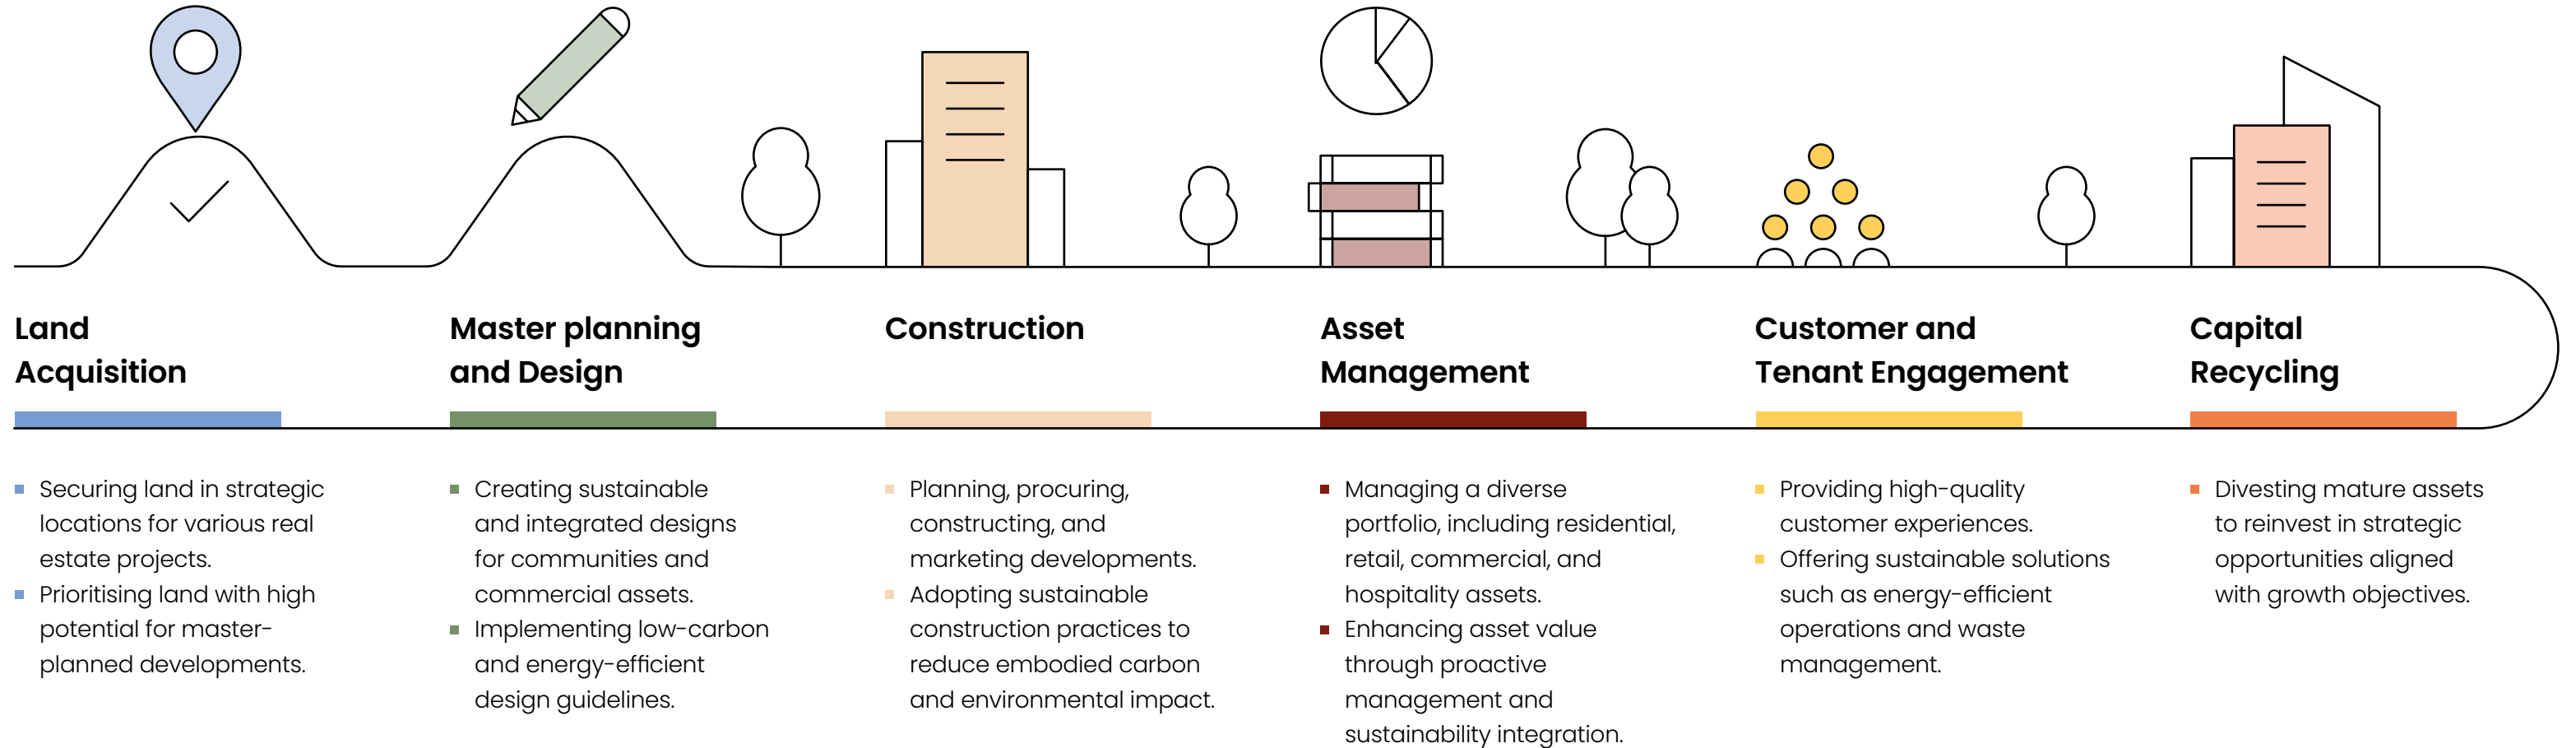 Land
Acquisition
Securing land in strategic
locations for various real
estate projects.
Prioritising land with high
potential for master-
planned developments.
Master planning
and Design
Creating sustainable
and integrated designs
for communities and
commercial assets.
Implementing low-carbon
and energy-efficient
design guidelines.
Construction
Planning, procuring,
constructing, and
marketing developments.
Adopting sustainable
construction practices to
reduce embodied carbon
and environmental impact.
Asset
Management
Managing a diverse
portfolio, including residential,
retail, commercial, and
hospitality assets.
Enhancing asset value
through proactive
management and
sustainability integration.
Customer and
Tenant Engagement
Providing high-quality
customer experiences.
Offering sustainable solutions
such as energy-efficient
operations and waste
management.
Capital
Recycling
Divesting mature assets
to reinvest in strategic
opportunities aligned
with growth objectives.